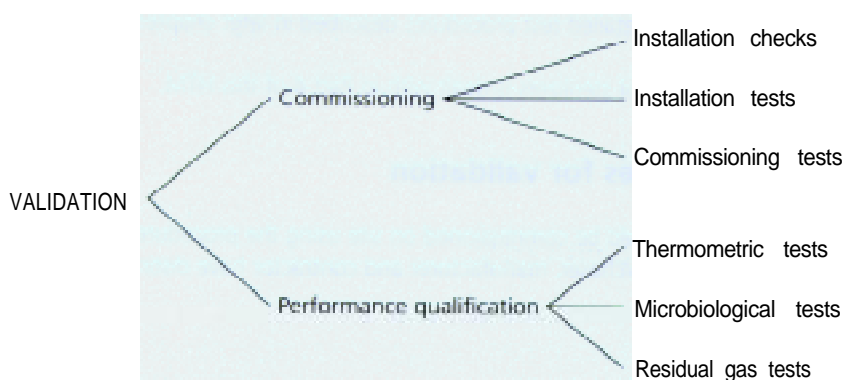 VALIDATION
Commissioning
Installation checks
Installation tests
Commissioning tests
Performance qualification
Thermometric tests
Microbiological tests
Residual gas tests